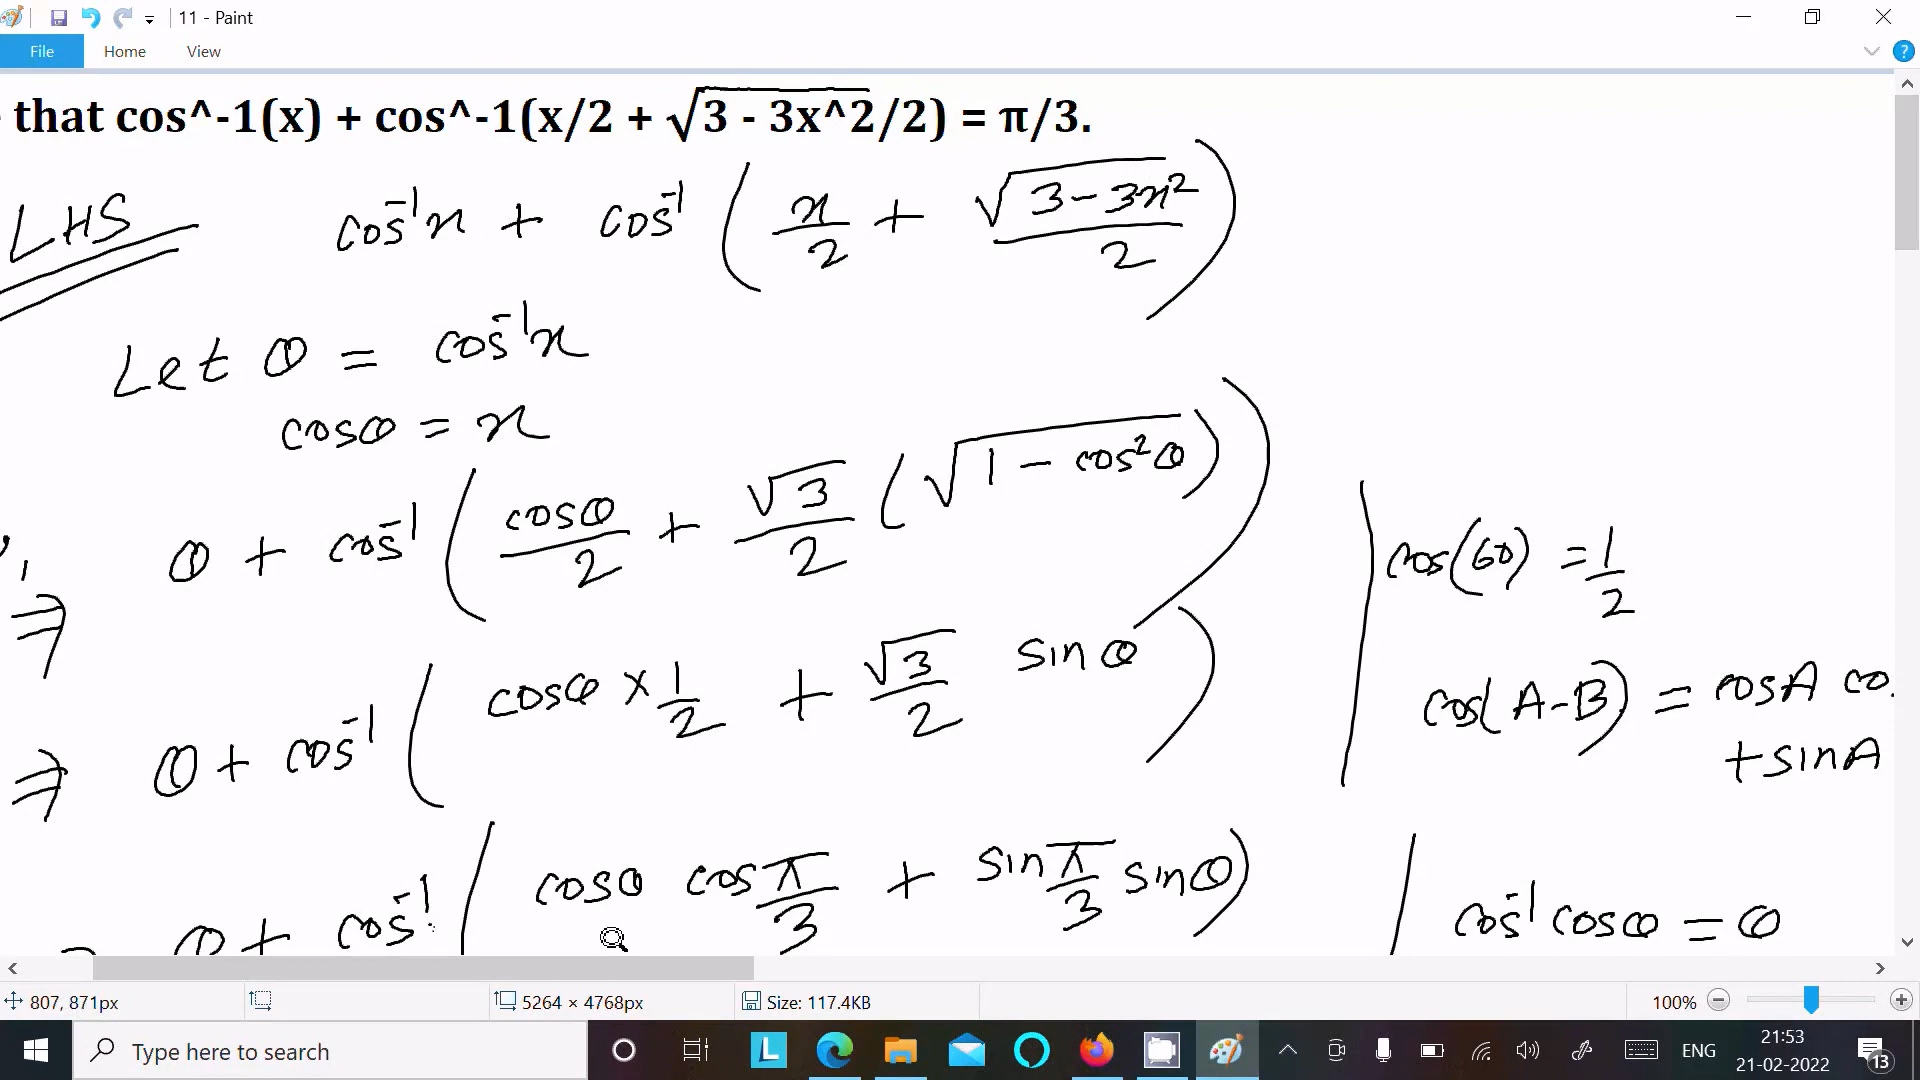 11 - Paint
File Home View
that cos^-1(x) + cos^-1(x/2 + √3 - 3x^2/2) = π/3.
LHS cos⁻¹x + cos⁻¹ ( x/2 + √(3-3x²)/2 )
Let θ = cos⁻¹x
cosθ = x
θ + cos⁻¹ ( cosθ/2 + √3/2 (√(1 - cos²θ)) )
⇒
cos(60) = 1/2
⇒ θ + cos⁻¹ ( cosθ × 1/2 + √3/2 sinθ )
cos(A-B) = cosA co
+ sinA
θ + cos⁻¹ ( cosθ cos π/3 + sin π/3 sinθ )
cos⁻¹ cosθ = θ
807, 871px 5264 × 4768px Size: 117.4KB 100%
Type here to search
ENG 21:53
21-02-2022
13